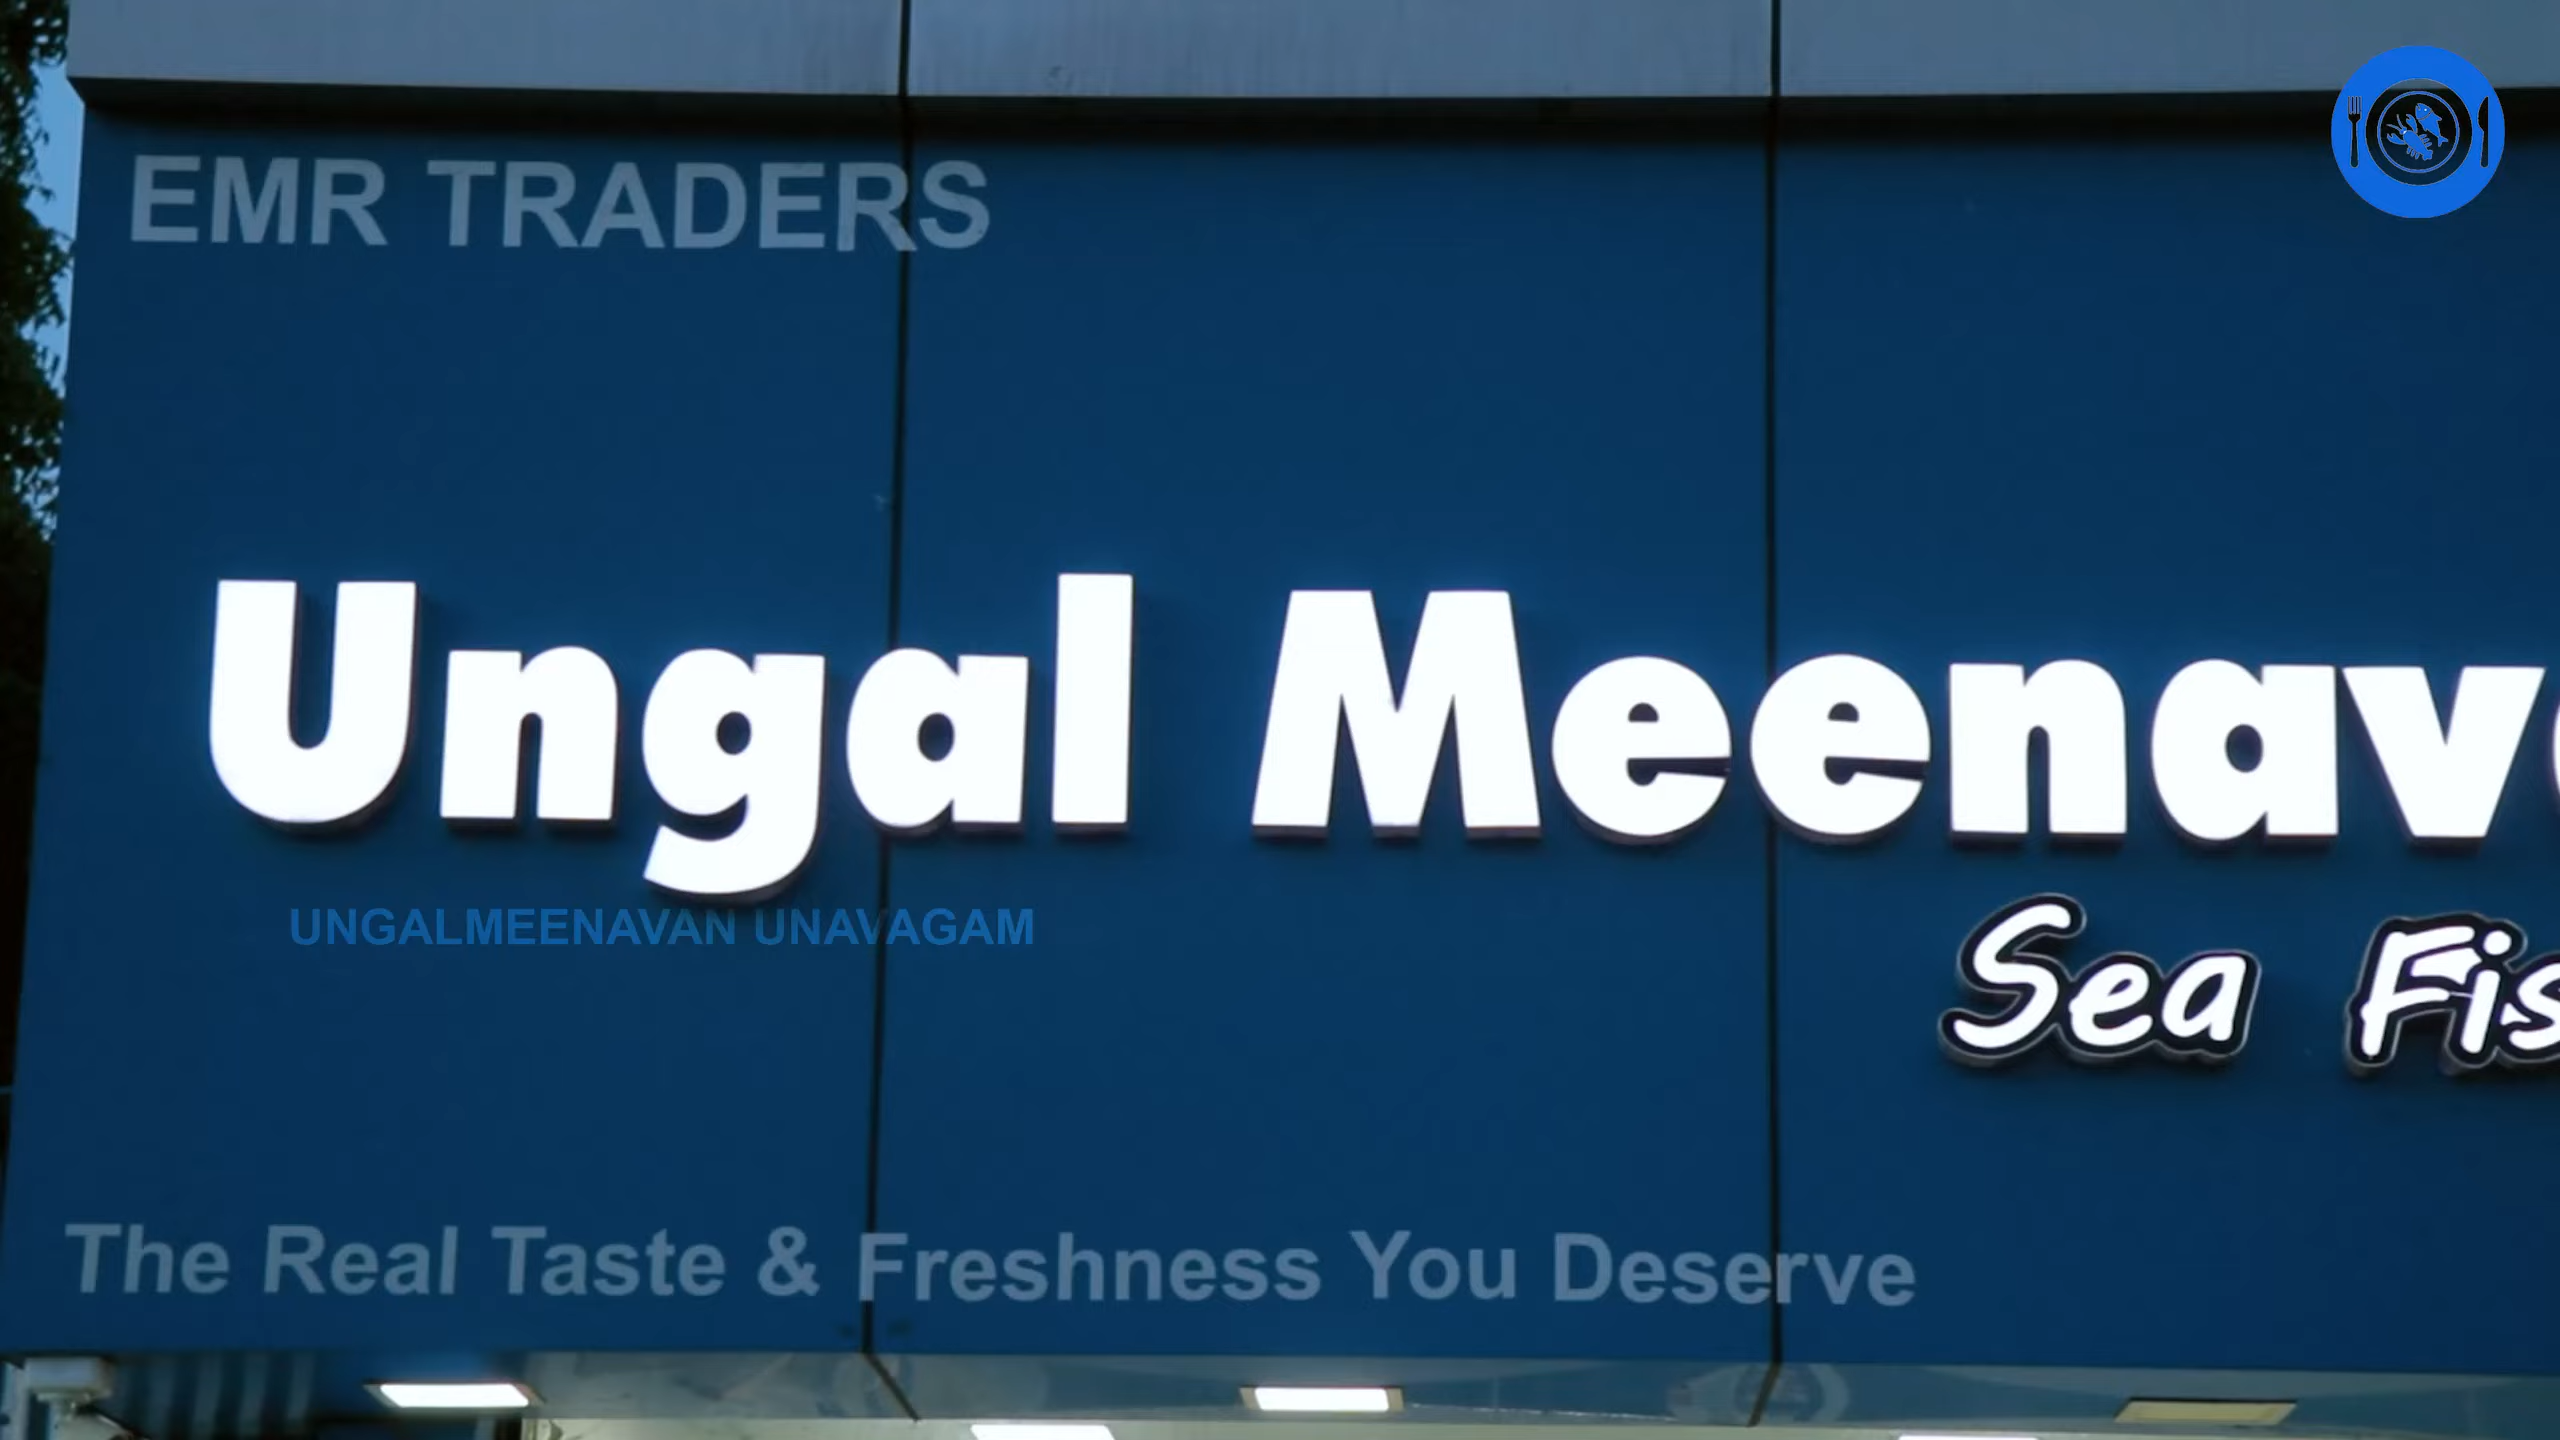 EMR TRADERS
Ungal Meenav
UNGALMEENAVAN UNAVAGAM
Sea Fis
The Real Taste & Freshness You Deserve